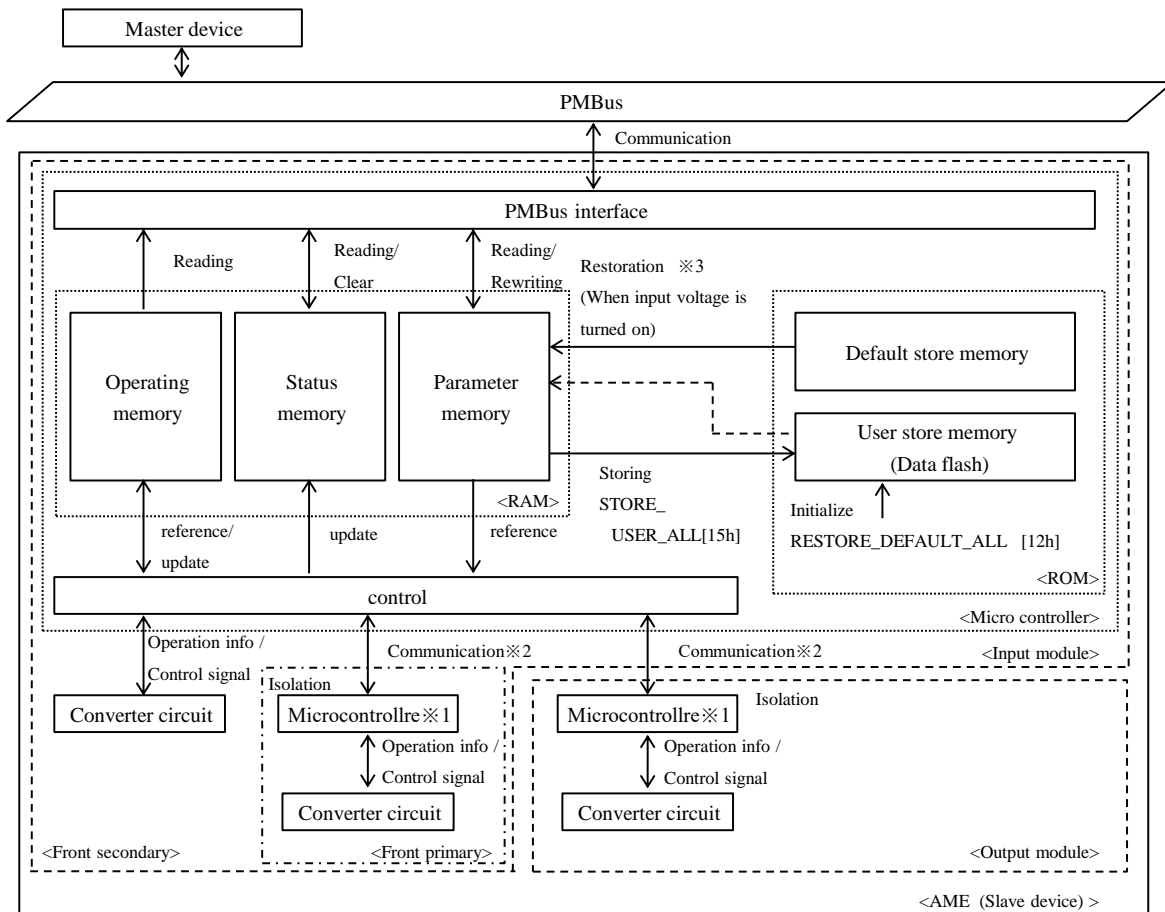 Master device
PMBus
Communication
PMBus interface
Reading
Reading/
Clear
Reading/
Rewriting
Restoration ※3
(When input voltage is
turned on)
Operating
memory
Status
memory
Parameter
memory
Default store memory
User store memory
(Data flash)
<RAM>
Storing
STORE_
USER_ALL[15h]
Initialize
RESTORE_DEFAULT_ALL [12h]
<ROM>
reference/
update
update
reference
control
<Micro controller>
Operation info /
Control signal
Communication※2
Communication※2
<Input module>
Isolation
Isolation
Converter circuit
Microcontrollre※1
Microcontrollre※1
Operation info /
Control signal
Operation info /
Control signal
Converter circuit
Converter circuit
<Front secondary>
<Front primary>
<Output module>
<AME (Slave device) >